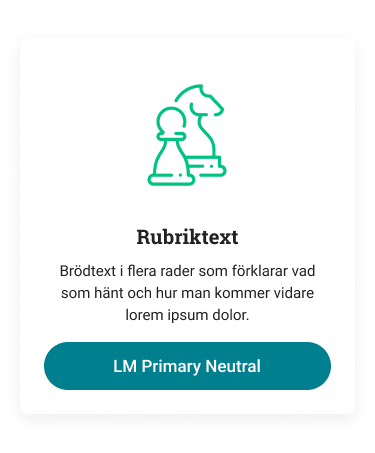 Rubriktext
Brödtext i flera rader som förklarar vad
som hänt och hur man kommer vidare
lorem ipsum dolor.
LM Primary Neutral